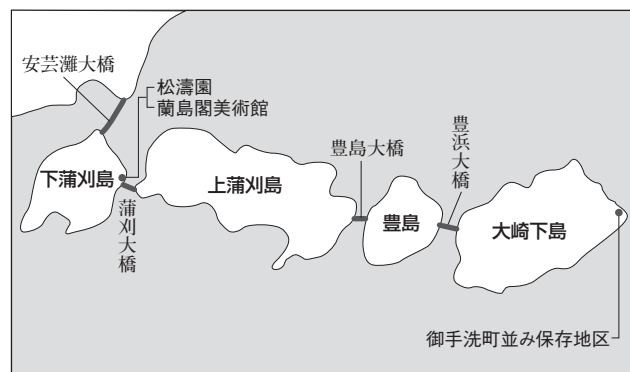 安芸灘大橋
松濤園
蘭島閣美術館
下蒲刈島
蒲刈大橋
上蒲刈島
豊島大橋
豊島
豊浜大橋
大崎下島
御手洗町並み保存地区